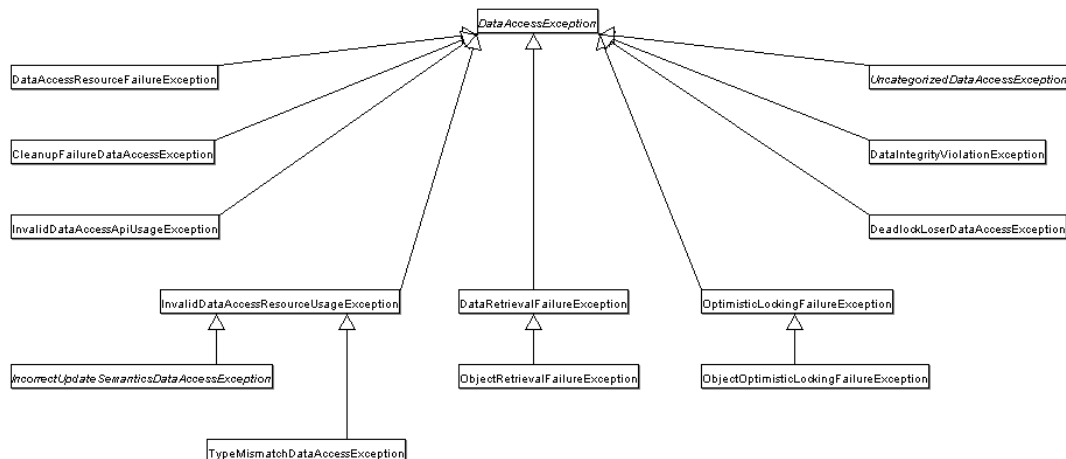 DataAccessException
DataAccessResourceFailureException
UncategorizedDataAccessException
CleanupFailureDataAccessException
DataIntegrityViolationException
InvalidDataAccessApiUsageException
DeadlockLoserDataAccessException
InvalidDataAccessResourceUsageException
DataRetrievalFailureException
OptimisticLockingFailureException
IncorrectUpdateSemanticsDataAccessException
ObjectRetrievalFailureException
ObjectOptimisticLockingFailureException
TypeMismatchDataAccessException